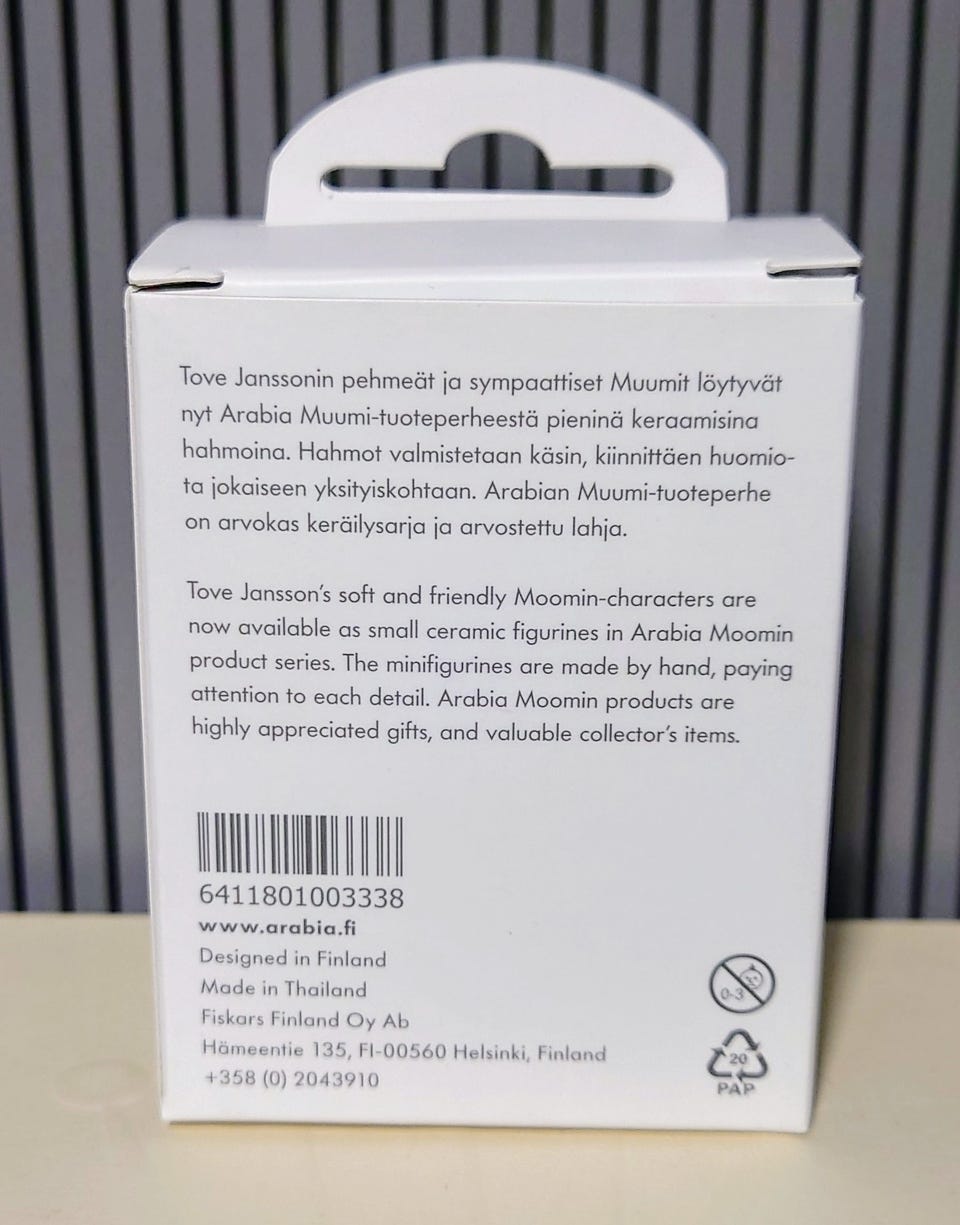 Tove Janssonin pehmeät ja sympaattiset Muumit löytyvät
nyt Arabia Muumi-tuoteperheestä pieninä keraamisina
hahmoina. Hahmot valmistetaan käsin, kiinnittäen huomio-
ta jokaiseen yksityiskohtaan. Arabian Muumi-tuoteperhe
on arvokas keräilysarja ja arvostettu lahja.
Tove Jansson’s soft and friendly Moomin-characters are
now available as small ceramic figurines in Arabia Moomin
product series. The minifigurines are made by hand, paying
attention to each detail. Arabia Moomin products are
highly appreciated gifts, and valuable collector’s items.
6411801003338
www.arabia.fi
Designed in Finland
Made in Thailand
Fiskars Finland Oy Ab
Hämeentie 135, FI-00560 Helsinki, Finland
+358 (0) 2043910
0-3
20
PAP